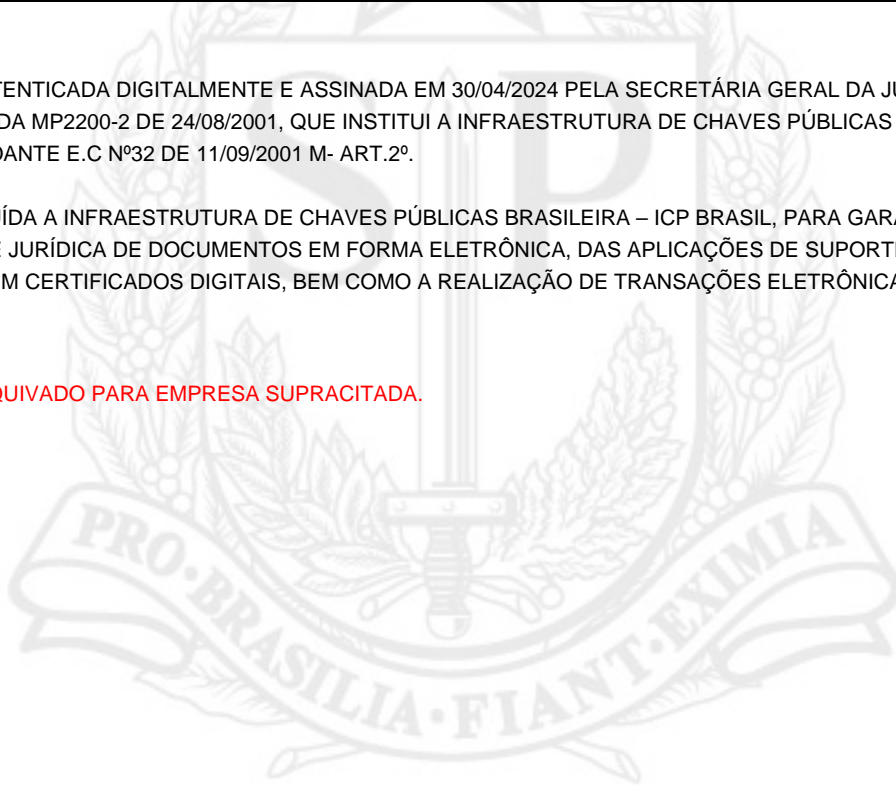 TENTICADA DIGITALMENTE E ASSINADA EM 30/04/2024 PELA SECRETÁRIA GERAL DA JU
DA MP2200-2 DE 24/08/2001, QUE INSTITUI A INFRAESTRUTURA DE CHAVES PÚBLICAS
DANTE E.C Nº32 DE 11/09/2001 M- ART.2º.
ÍDA A INFRAESTRUTURA DE CHAVES PÚBLICAS BRASILEIRA – ICP BRASIL, PARA GARA
E JURÍDICA DE DOCUMENTOS EM FORMA ELETRÔNICA, DAS APLICAÇÕES DE SUPORTE
M CERTIFICADOS DIGITAIS, BEM COMO A REALIZAÇÃO DE TRANSAÇÕES ELETRÔNICA
QUIVADO PARA EMPRESA SUPRACITADA.
SP
PRO·BRASILIA·FIANT·EXIMIA